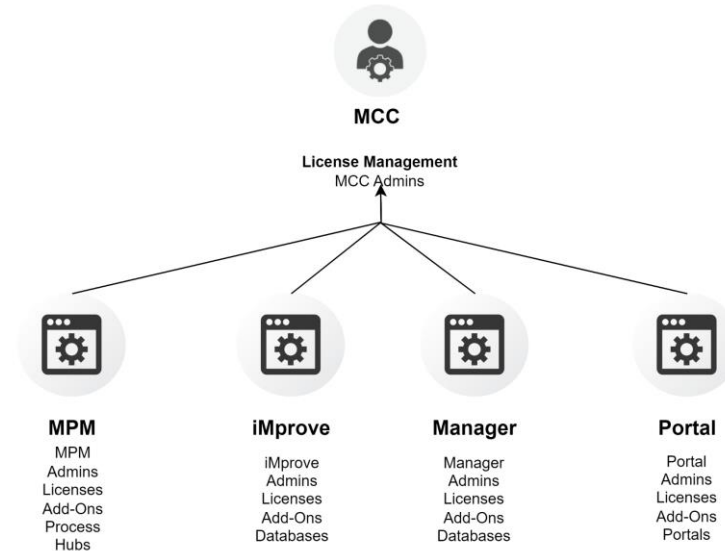 MCC
License Management
MCC Admins
MPM
MPM
Admins
Licenses
Add-Ons
Process
Hubs
iMprove
iMprove
Admins
Licenses
Add-Ons
Databases
Manager
Manager
Admins
Licenses
Add-Ons
Databases
Portal
Portal
Admins
Licenses
Add-Ons
Portals